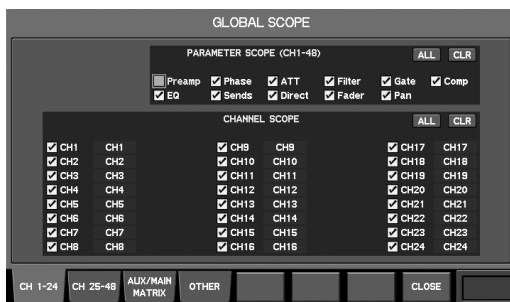 GLOBAL SCOPE
PARAMETER SCOPE (CH1-48) ALL CLR
Preamp Phase ATT Filter Gate Comp
EQ Sends Direct Fader Pan
CHANNEL SCOPE ALL CLR
CH1 CH1 CH9 CH9 CH17 CH17
CH2 CH2 CH10 CH10 CH18 CH18
CH3 CH3 CH11 CH11 CH19 CH19
CH4 CH4 CH12 CH12 CH20 CH20
CH5 CH5 CH13 CH13 CH21 CH21
CH6 CH6 CH14 CH14 CH22 CH22
CH7 CH7 CH15 CH15 CH23 CH23
CH8 CH8 CH16 CH16 CH24 CH24
CH 1-24 CH 25-48 AUX/MAIN MATRIX OTHER CLOSE